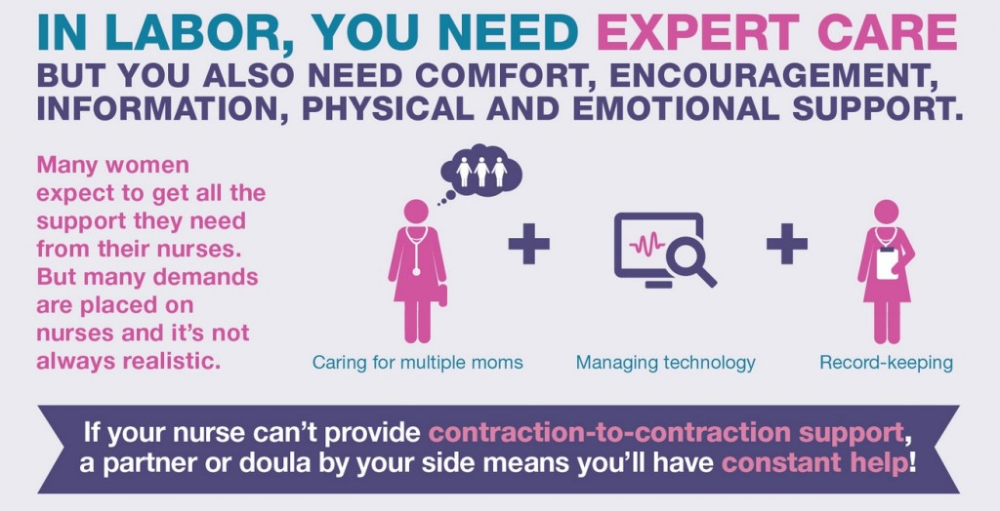 IN LABOR, YOU NEED EXPERT CARE
BUT YOU ALSO NEED COMFORT, ENCOURAGEMENT,
INFORMATION, PHYSICAL AND EMOTIONAL SUPPORT.
Many women
expect to get all the
support they need
from their nurses.
But many demands
are placed on
nurses and it's not
always realistic.
+
+
Caring for multiple moms
Managing technology
Record-keeping
If your nurse can't provide contraction-to-contraction support,
a partner or doula by your side means you'll have constant help!